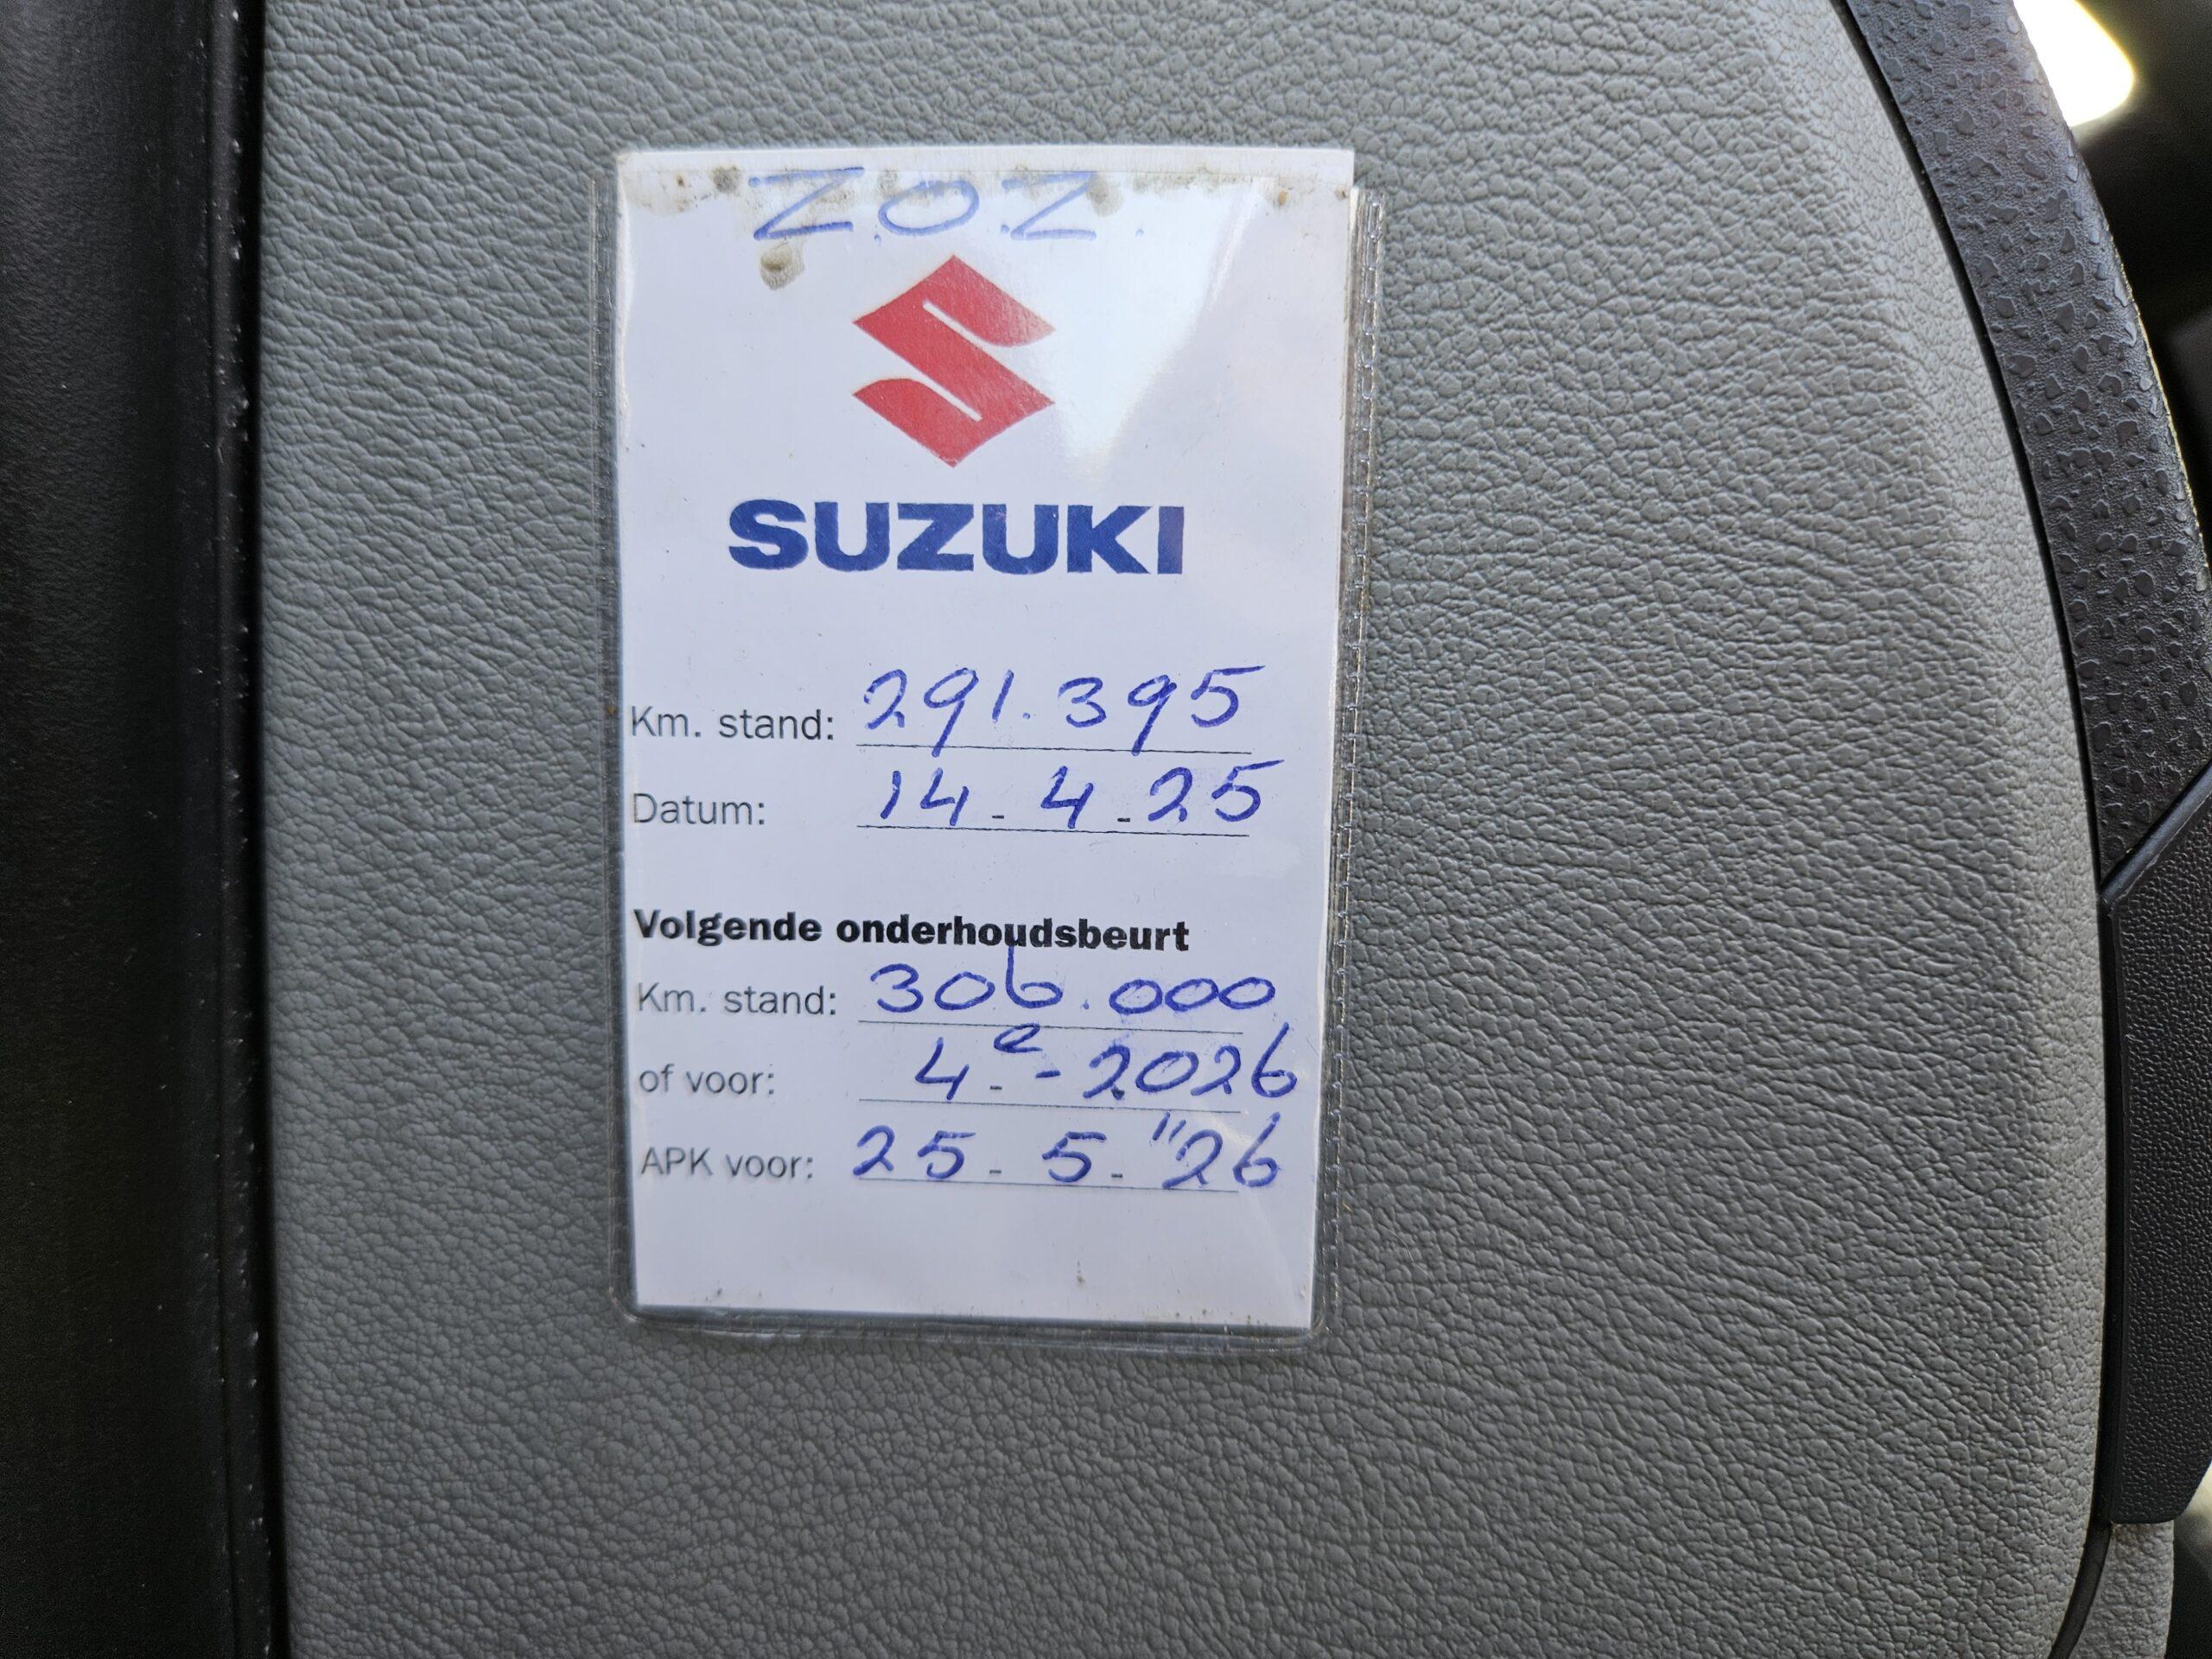 Z.O.Z.
SUZUKI
Km. stand: 291.395
Datum: 14-4-25
Volgende onderhoudsbeurt
Km. stand: 306.000
of voor: 4e-2026
APK voor: 25-5-"26